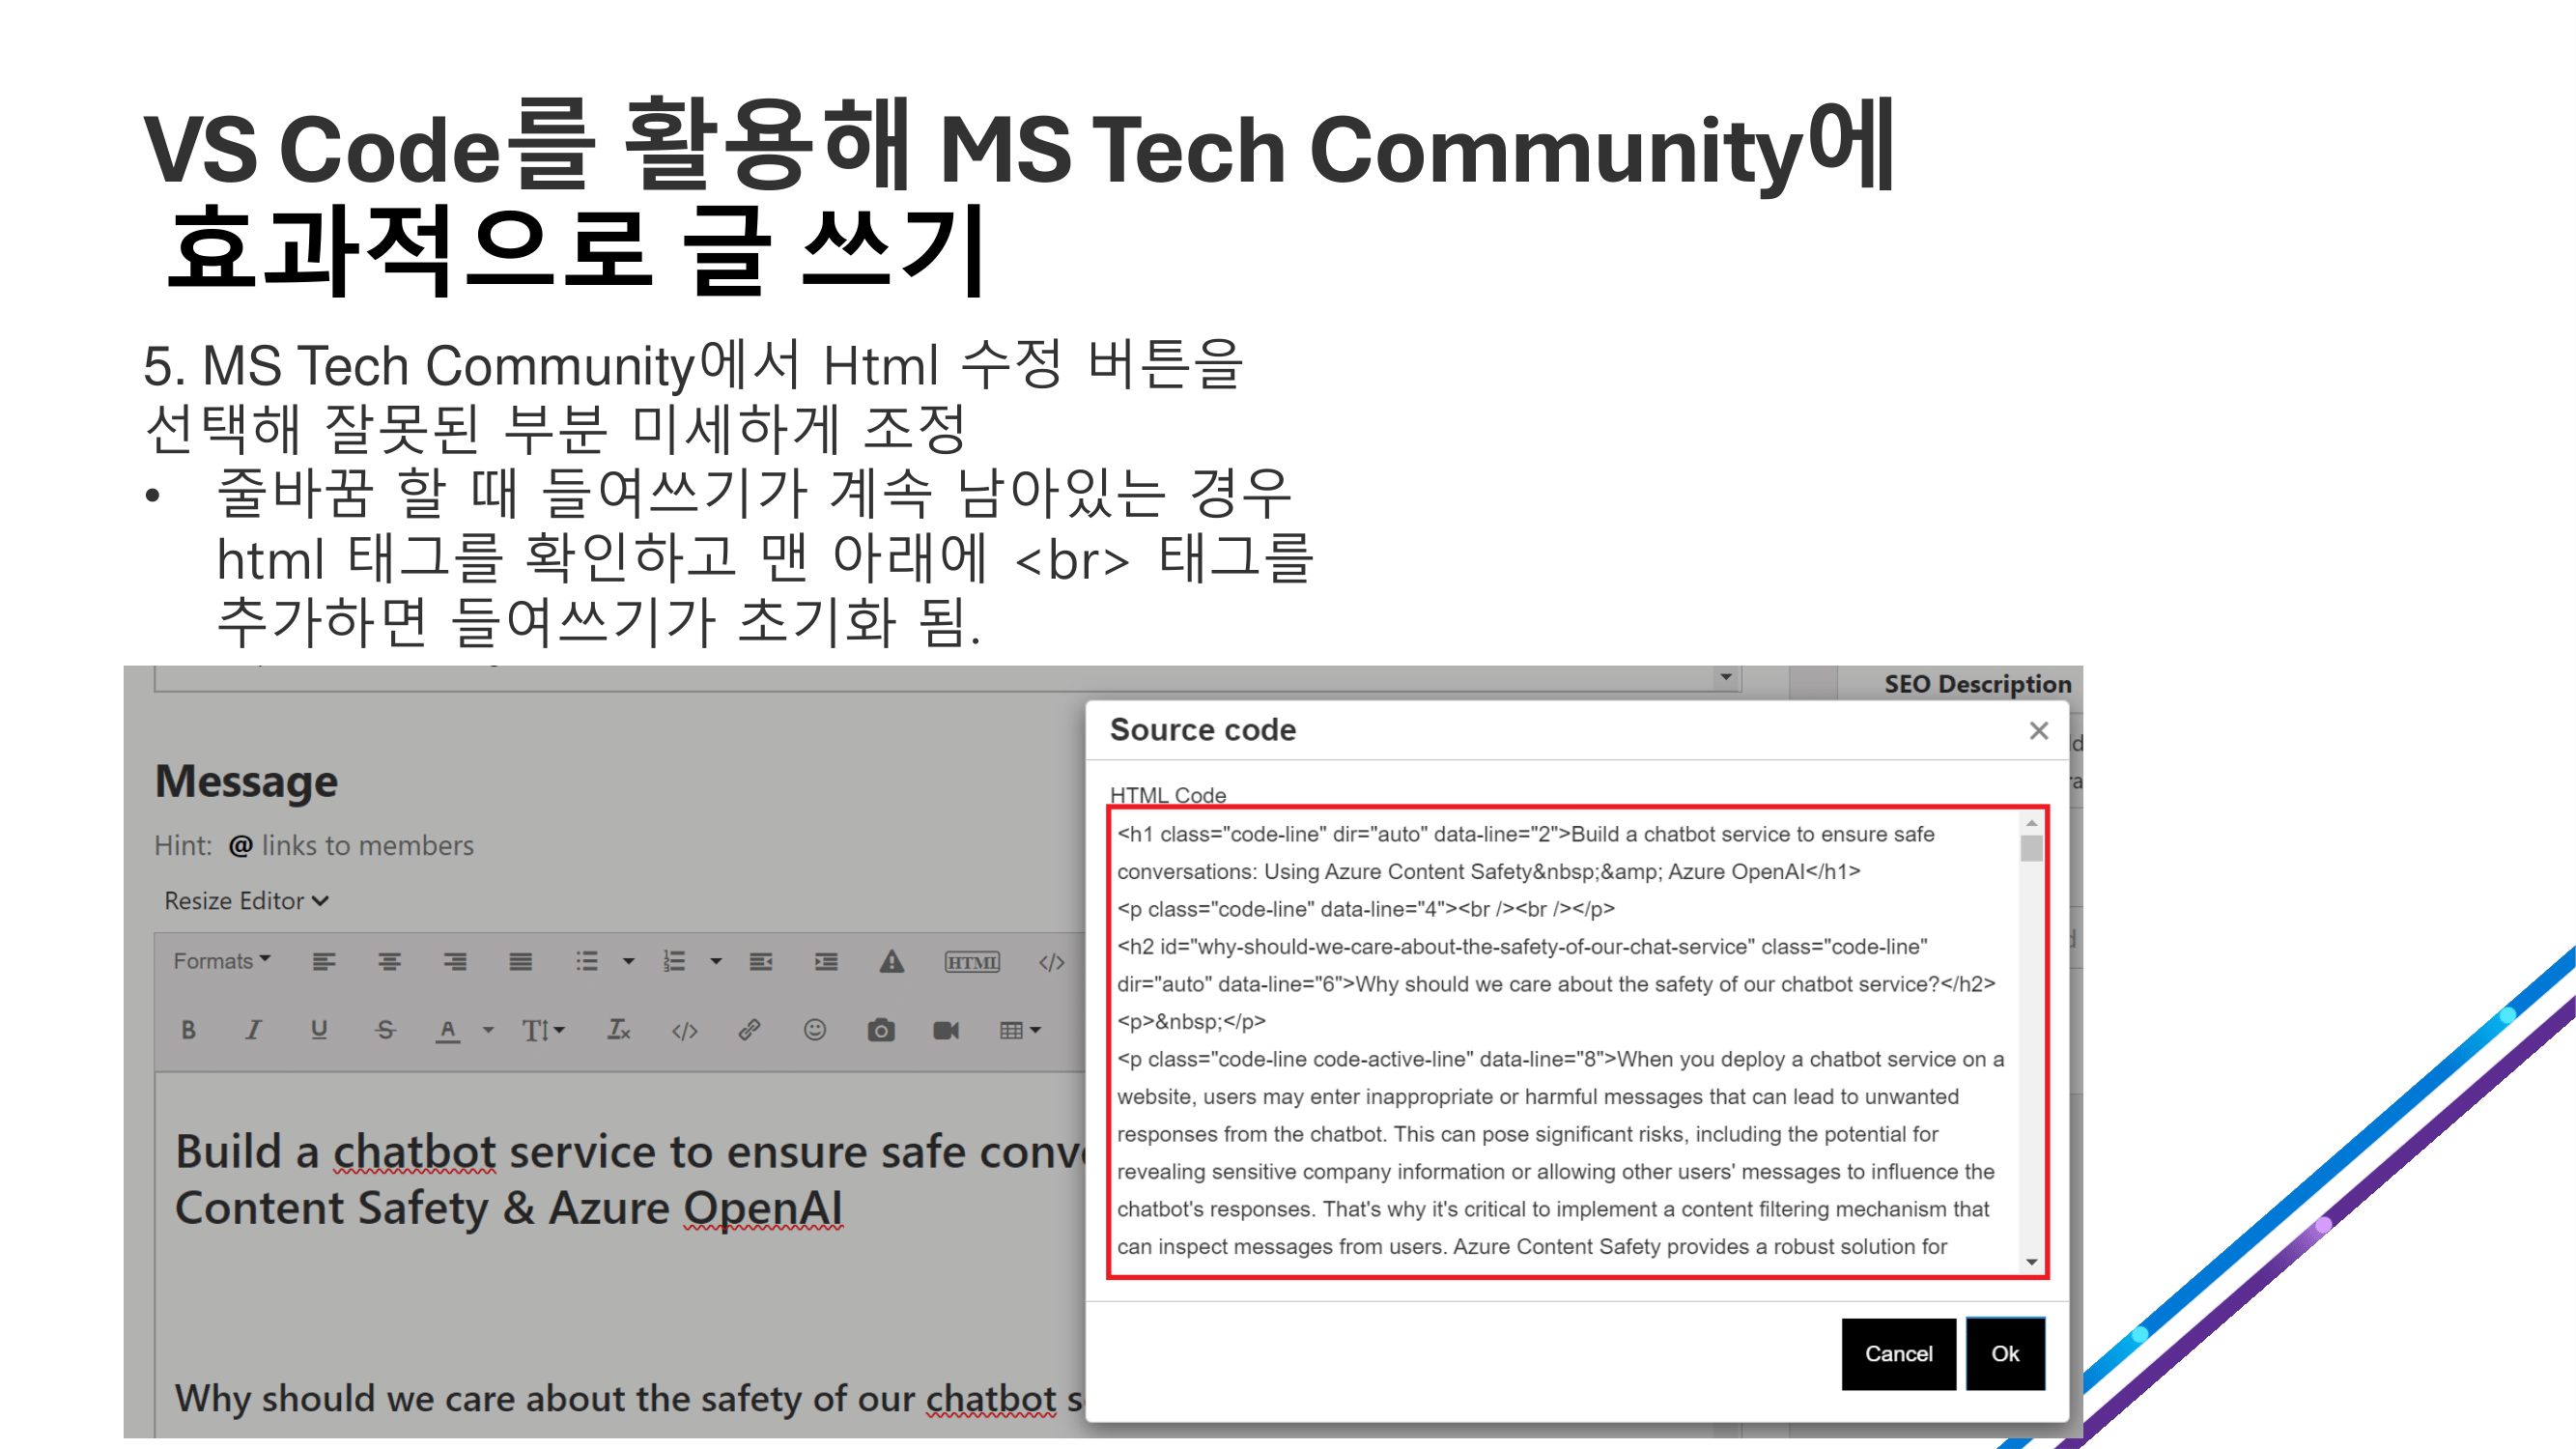 VS Code를 활용해 MS Tech Community에
효과적으로 글 쓰기
5. MS Tech Community에서 Html 수정 버튼을
선택해 잘못된 부분 미세하게 조정
• 줄바꿈 할 때 들여쓰기가 계속 남아있는 경우
html 태그를 확인하고 맨 아래에 <br> 태그를
추가하면 들여쓰기가 초기화 됨.
SEO Description
Message
Hint: @ links to members
Resize Editor
Formats
HTML
Build a chatbot service to ensure safe conv
Content Safety & Azure OpenAI
Why should we care about the safety of our chatbot s
Source code
HTML Code
<h1 class="code-line" dir="auto" data-line="2">Build a chatbot service to ensure safe
conversations: Using Azure Content Safety&nbsp;&amp; Azure OpenAI</h1>
<p class="code-line" data-line="4"><br /><br /></p>
<h2 id="why-should-we-care-about-the-safety-of-our-chat-service" class="code-line"
dir="auto" data-line="6">Why should we care about the safety of our chatbot service?</h2>
<p>&nbsp;</p>
<p class="code-line code-active-line" data-line="8">When you deploy a chatbot service on a
website, users may enter inappropriate or harmful messages that can lead to unwanted
responses from the chatbot. This can pose significant risks, including the potential for
revealing sensitive company information or allowing other users' messages to influence the
chatbot's responses. That's why it's critical to implement a content filtering mechanism that
can inspect messages from users. Azure Content Safety provides a robust solution for
Cancel
Ok